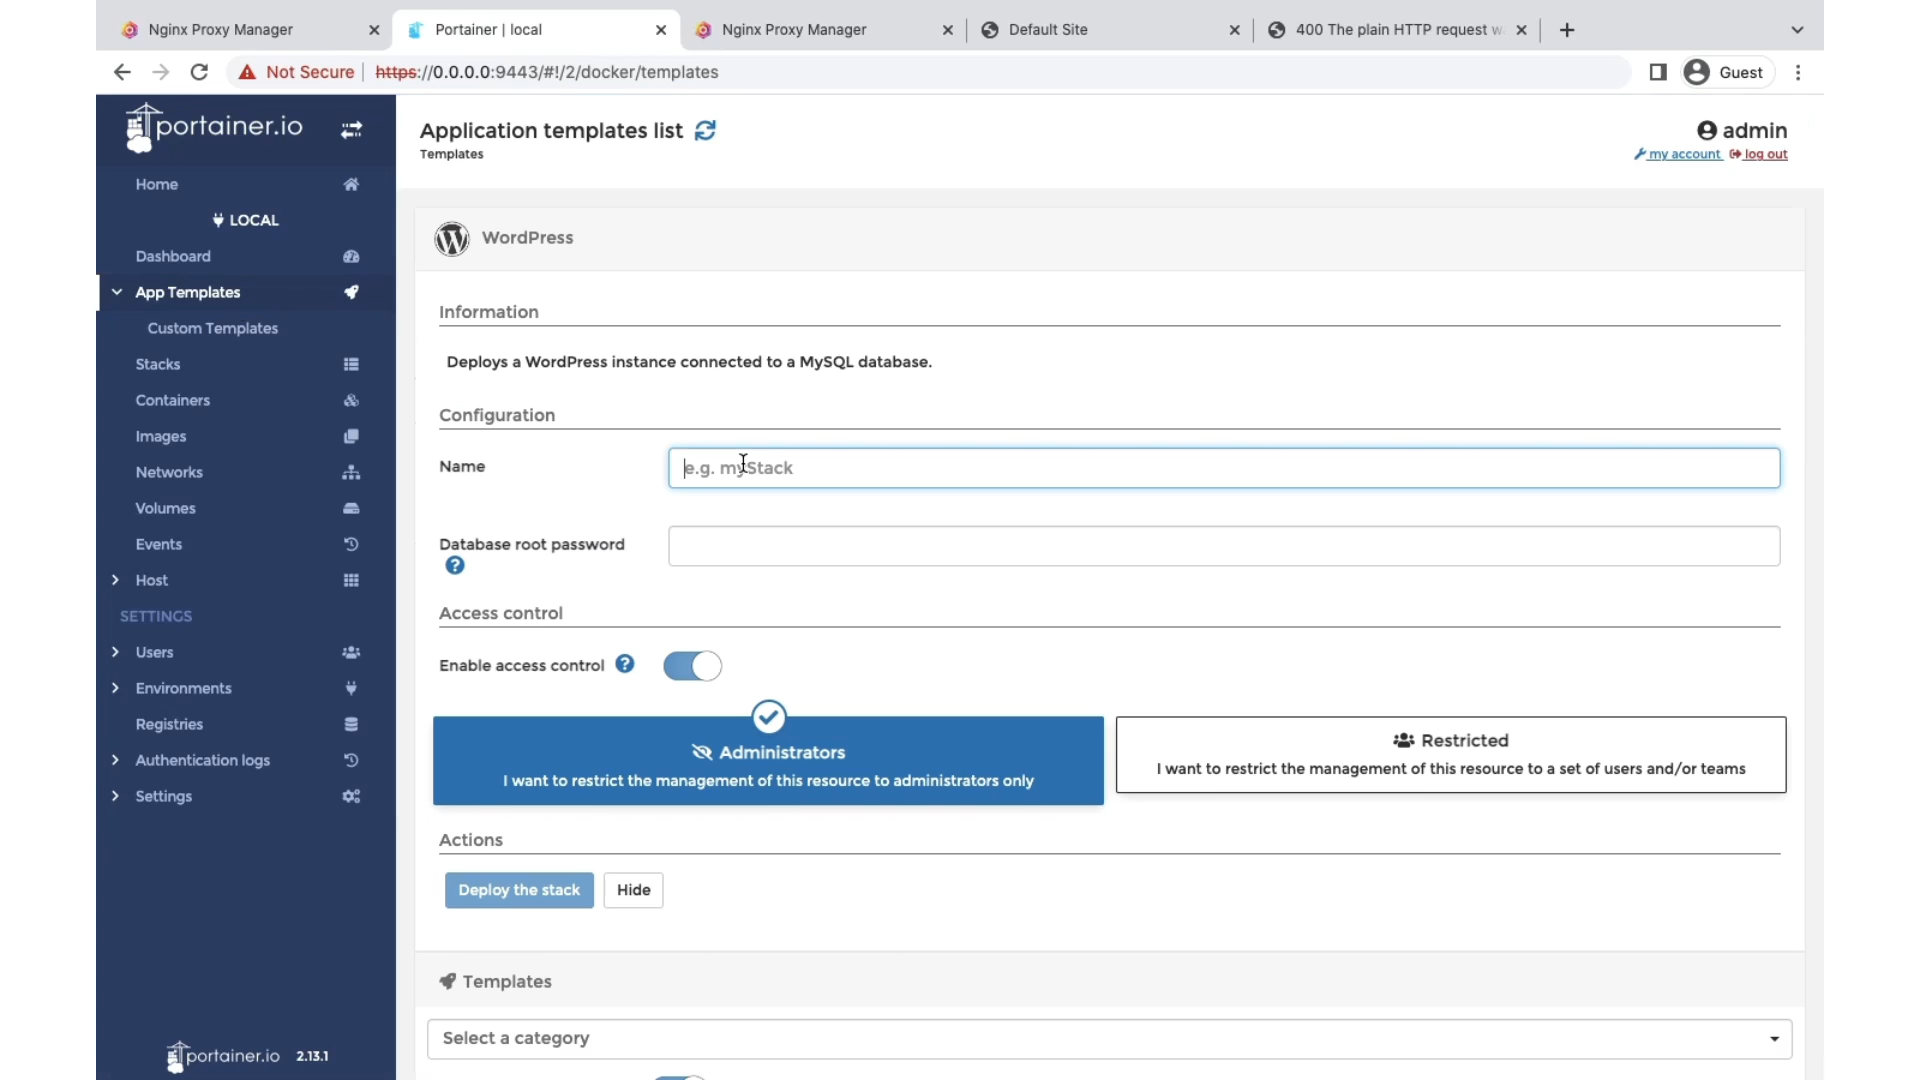 Nginx Proxy Manager
Portainer | local
Nginx Proxy Manager
Default Site
400 The plain HTTP request w
Not Secure
https://0.0.0.0:9443/#!/2/docker/templates
Guest
portainer.io
Home
LOCAL
Dashboard
App Templates
Custom Templates
Stacks
Containers
Images
Networks
Volumes
Events
Host
SETTINGS
Users
Environments
Registries
Authentication logs
Settings
portainer.io 2.13.1
Application templates list
Templates
admin
my account log out
WordPress
Information
Deploys a WordPress instance connected to a MySQL database.
Configuration
Name
e.g. myStack
Database root password
Access control
Enable access control
Administrators
I want to restrict the management of this resource to administrators only
Restricted
I want to restrict the management of this resource to a set of users and/or teams
Actions
Deploy the stack
Hide
Templates
Select a category